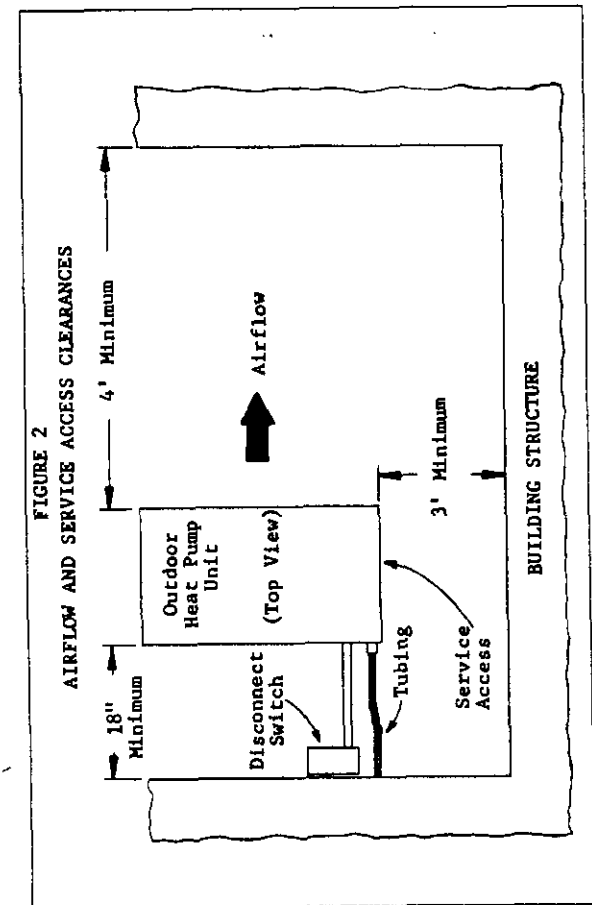 FIGURE 2
AIRFLOW AND SERVICE ACCESS CLEARANCES
18"
Minimum
4' Minimum
Outdoor
Heat Pump
Unit
(Top View)
Airflow
Disconnect
Switch
Tubing
Service
Access
3' Minimum
BUILDING STRUCTURE